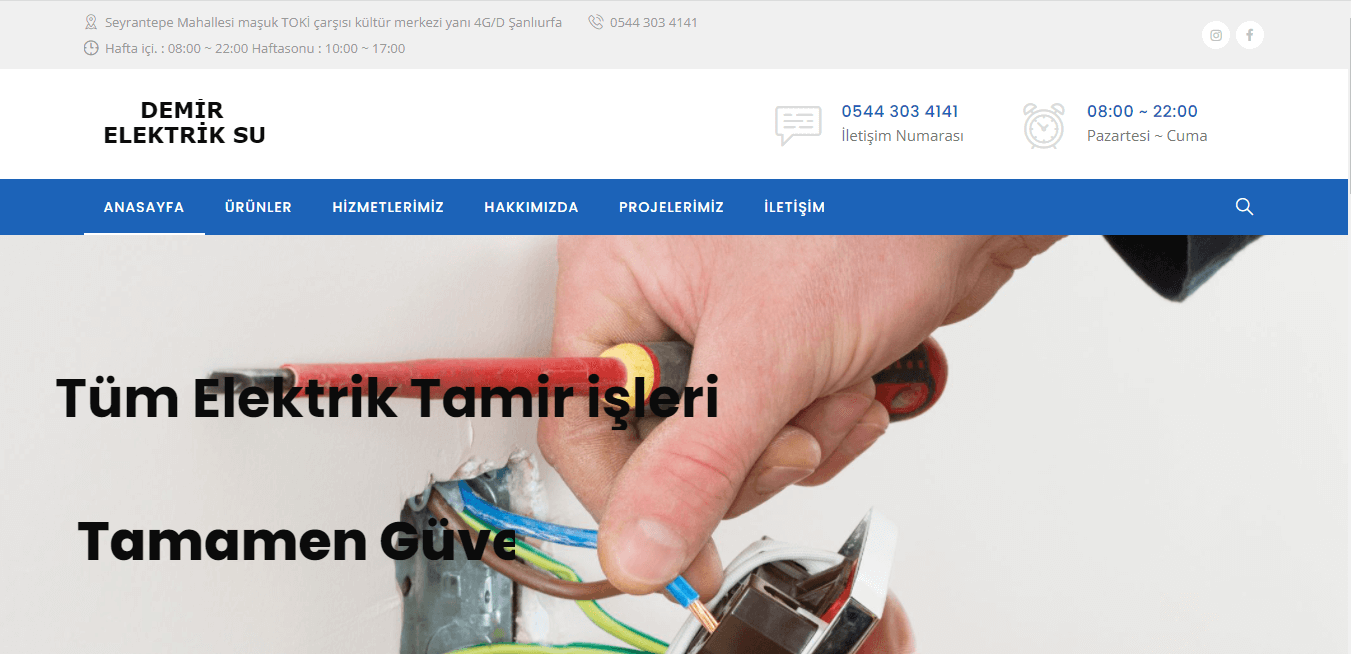 Seyrantepe Mahallesi maşuk TOKİ çarşısı kültür merkezi yanı 4G/D Şanlıurfa 0544 303 4141
Hafta içi. : 08:00 ~ 22:00 Haftasonu : 10:00 ~ 17:00
DEMİR
ELEKTRİK SU
0544 303 4141
İletişim Numarası
08:00 ~ 22:00
Pazartesi ~ Cuma
ANASAYFA ÜRÜNLER HİZMETLERİMİZ HAKKIMIZDA PROJELERİMİZ İLETİŞİM
Tüm Elektrik Tamir işleri
Tamamen Güve